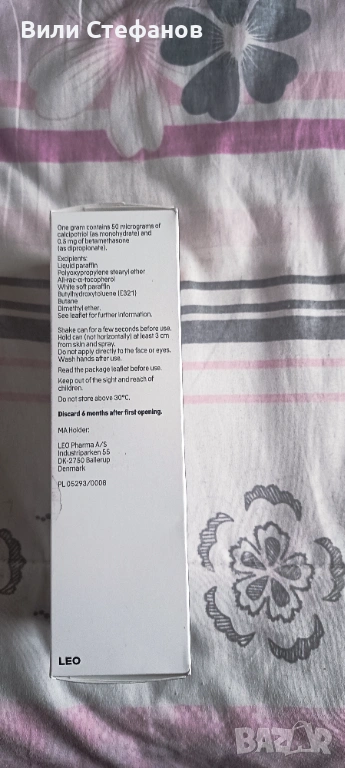 Вили Стефанов
One gram contains 50 micrograms of
calcipotriol (as monohydrate) and
0.5 mg of betamethasone
(as dipropionate).
Excipients:
Liquid paraffin
Polyoxypropylene stearyl ether
All-rac-α-tocopherol
White soft paraffin
Butylhydroxytoluene (E321)
Butane
Dimethyl ether.
See leaflet for further information.
Shake can for a few seconds before use.
Hold can (not horizontally) at least 3 cm
from skin and spray.
Do not apply directly to the face or eyes.
Wash hands after use.
Read the package leaflet before use.
Keep out of the sight and reach of
children.
Do not store above 30°C.
Discard 6 months after first opening.
MA Holder:
LEO Pharma A/S
Industriparken 55
DK-2750 Ballerup
Denmark
PL 05293/0008
LEO
BAZAR